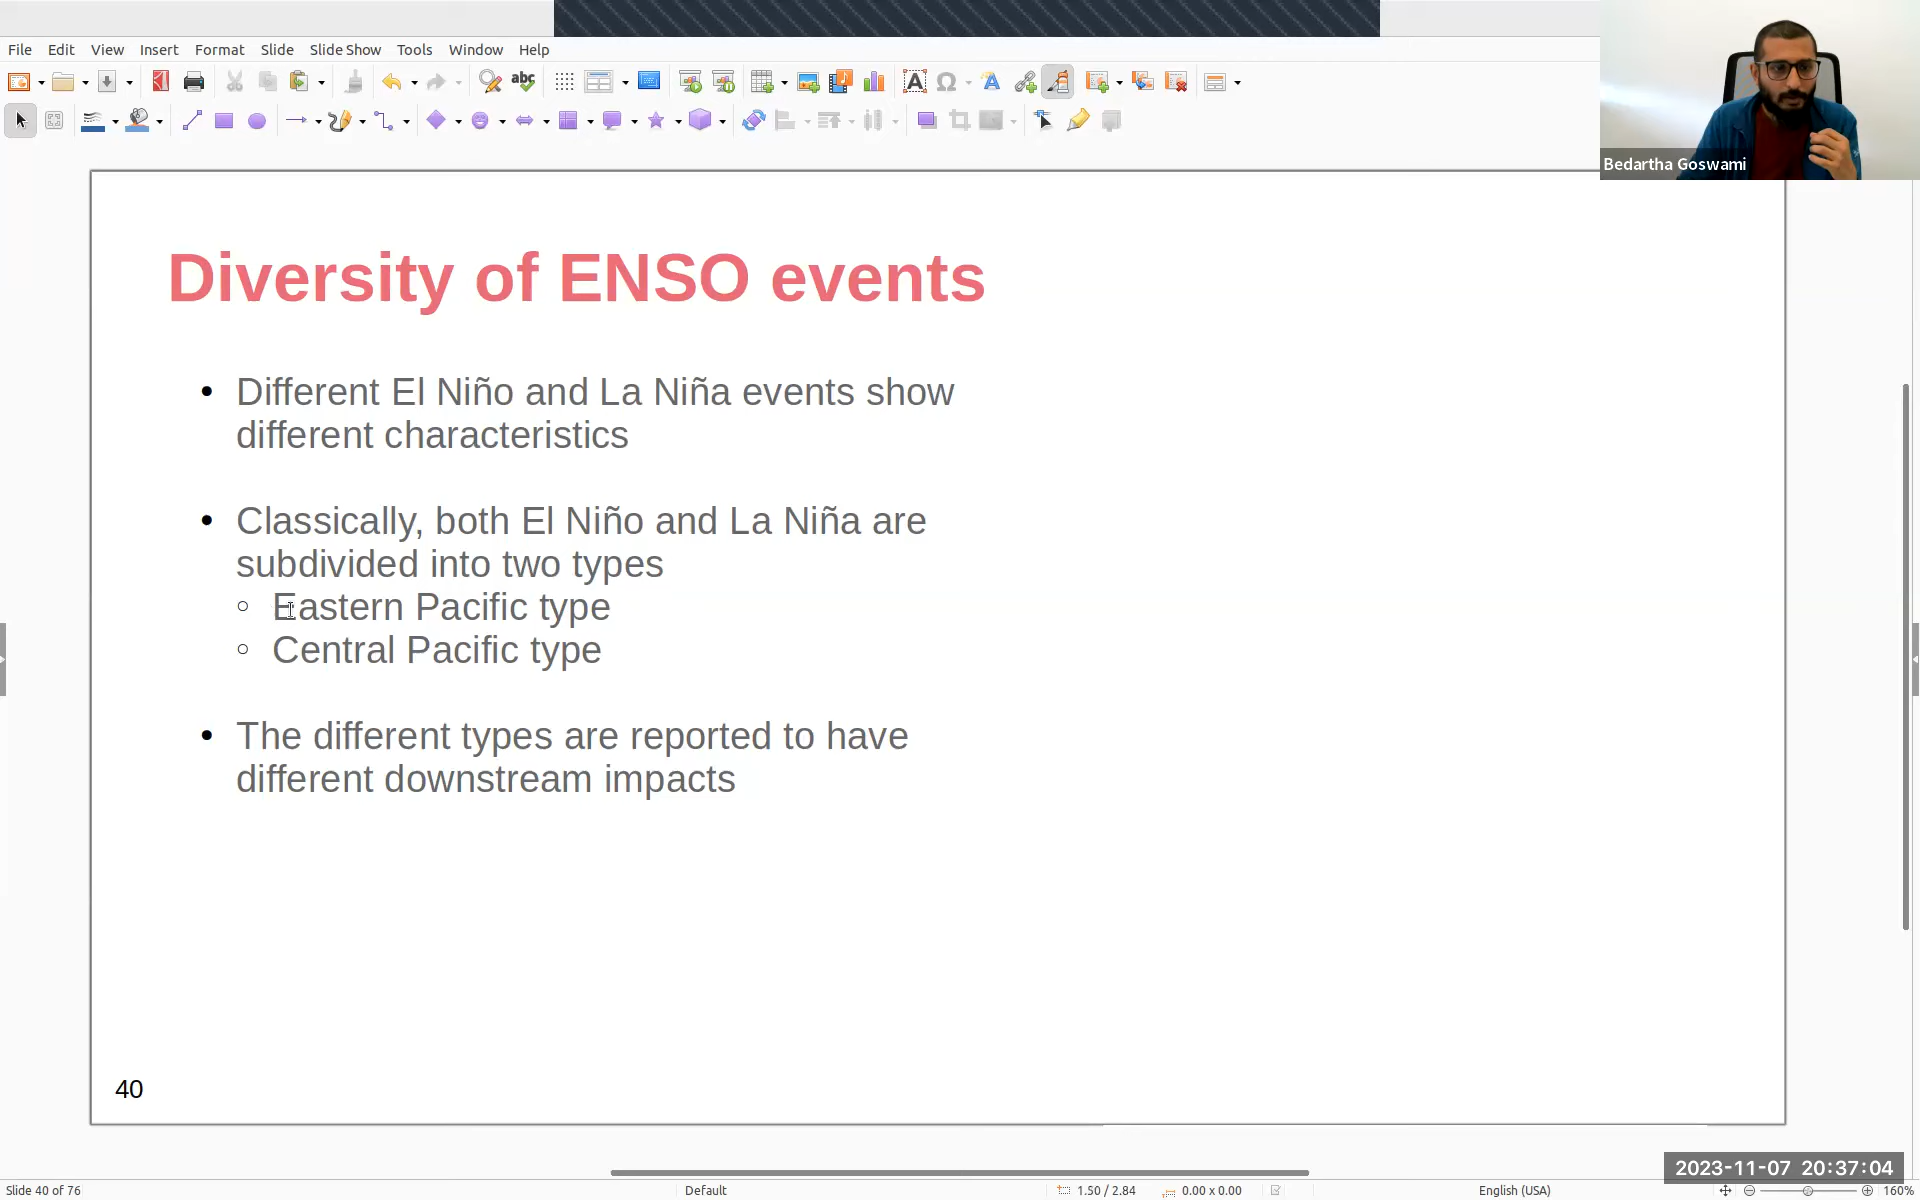 File Edit View Insert Format Slide Slide Show Tools Window Help
abc
Bedartha Goswami
Diversity of ENSO events
• Different El Niño and La Niña events show
different characteristics
• Classically, both El Niño and La Niña are
subdivided into two types
○ Eastern Pacific type
○ Central Pacific type
• The different types are reported to have
different downstream impacts
40
2023-11-07 20:37:04
Slide 40 of 76 Default 1.50 / 2.84 0.00 x 0.00 English (USA) 160%